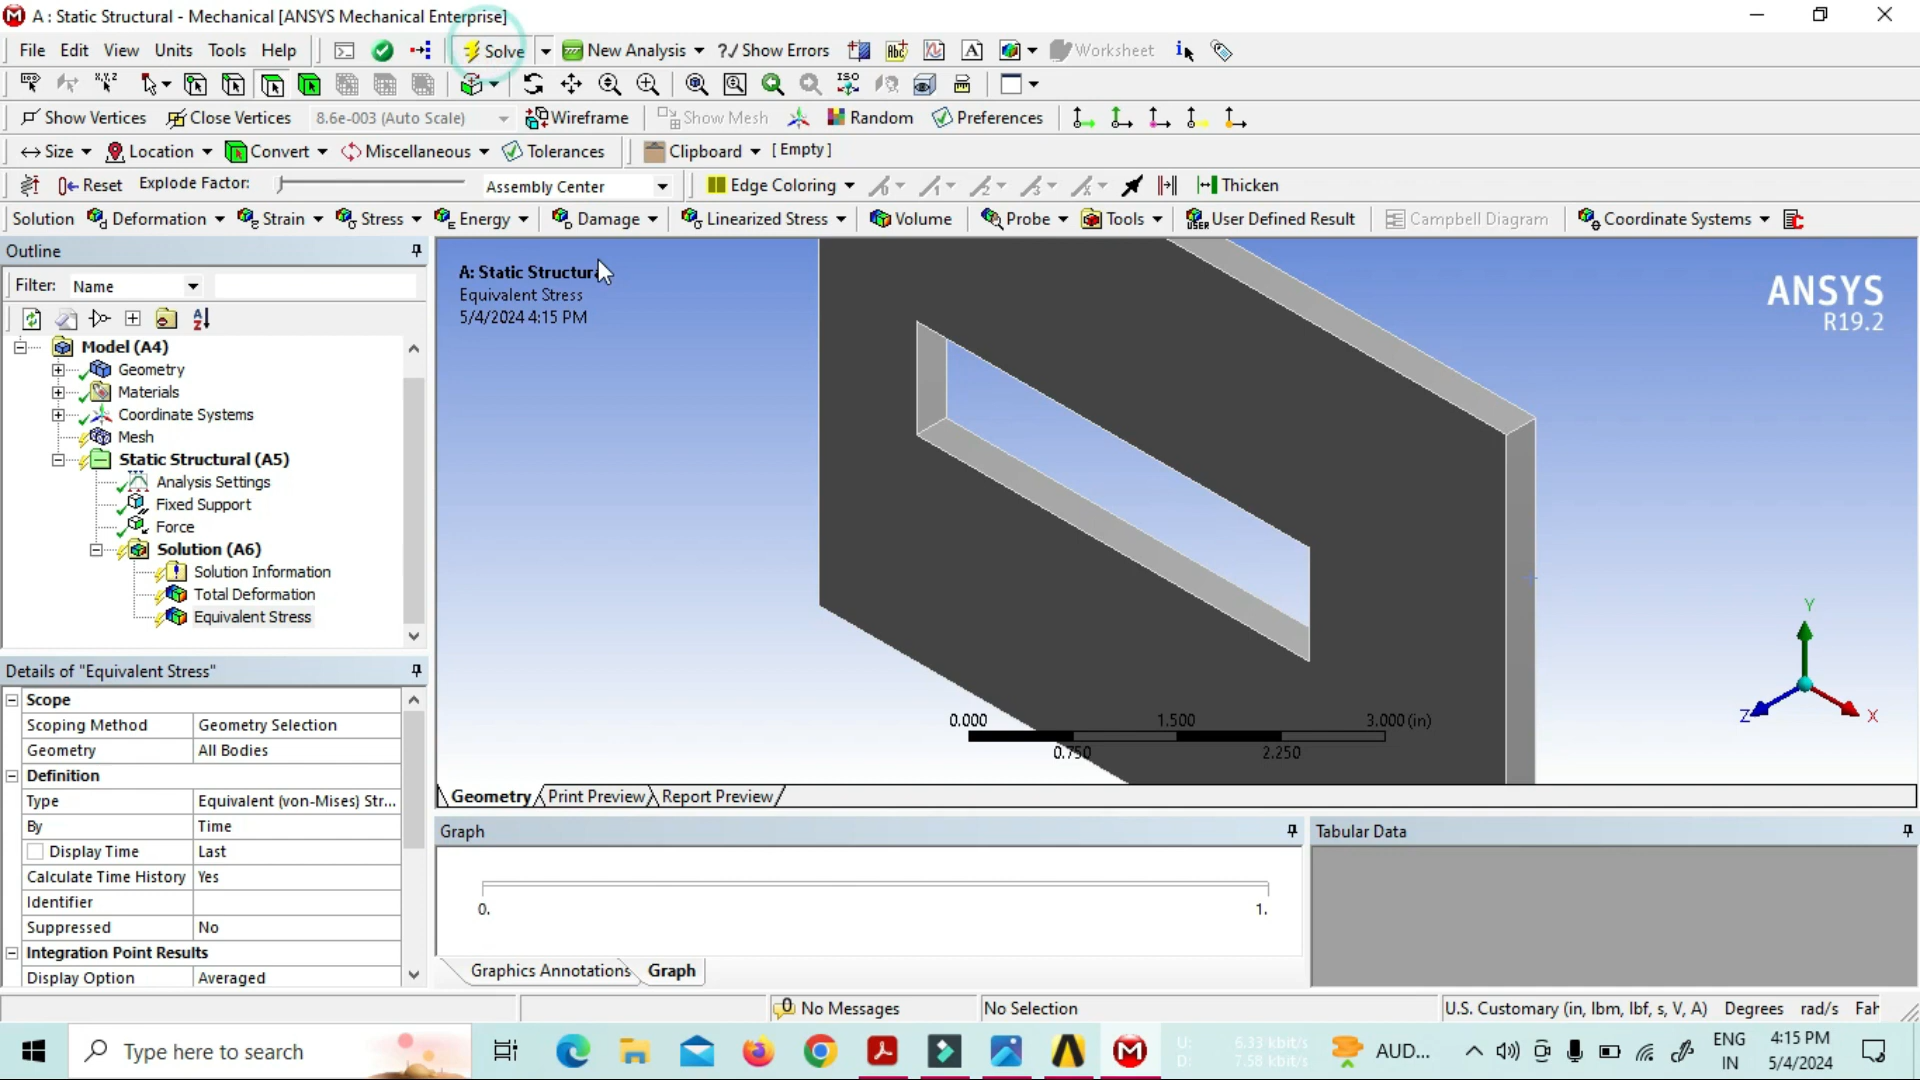 A : Static Structural - Mechanical [ANSYS Mechanical Enterprise]
File Edit View Units Tools Help Solve New Analysis ?/ Show Errors Worksheet
Show Vertices Close Vertices 8.6e-003 (Auto Scale) Wireframe Show Mesh Random Preferences
Size Location Convert Miscellaneous Tolerances Clipboard [ Empty ]
Reset Explode Factor: Assembly Center Edge Coloring Thicken
Solution Deformation Strain Stress Energy Damage Linearized Stress Volume Probe Tools User Defined Result Campbell Diagram Coordinate Systems
Outline
Filter: Name
Model (A4)
Geometry
Materials
Coordinate Systems
Mesh
Static Structural (A5)
Analysis Settings
Fixed Support
Force
Solution (A6)
Solution Information
Total Deformation
Equivalent Stress
Details of "Equivalent Stress"
Scope
Scoping Method Geometry Selection
Geometry All Bodies
Definition
Type Equivalent (von-Mises) Str...
By Time
Display Time Last
Calculate Time History Yes
Identifier
Suppressed No
Integration Point Results
Display Option Averaged
A: Static Structura
Equivalent Stress
5/4/2024 4:15 PM
ANSYS
R19.2
0.000 1.500 3.000 (in)
0.750 2.250
Y
Z X
Geometry Print Preview Report Preview
Graph
0. 1.
Graphics Annotations Graph
Tabular Data
No Messages No Selection U.S. Customary (in, lbm, lbf, s, V, A) Degrees rad/s Fah
Type here to search
U: 6.33 kbit/s
D: 7.58 kbit/s
AUD...
ENG
IN
4:15 PM
5/4/2024